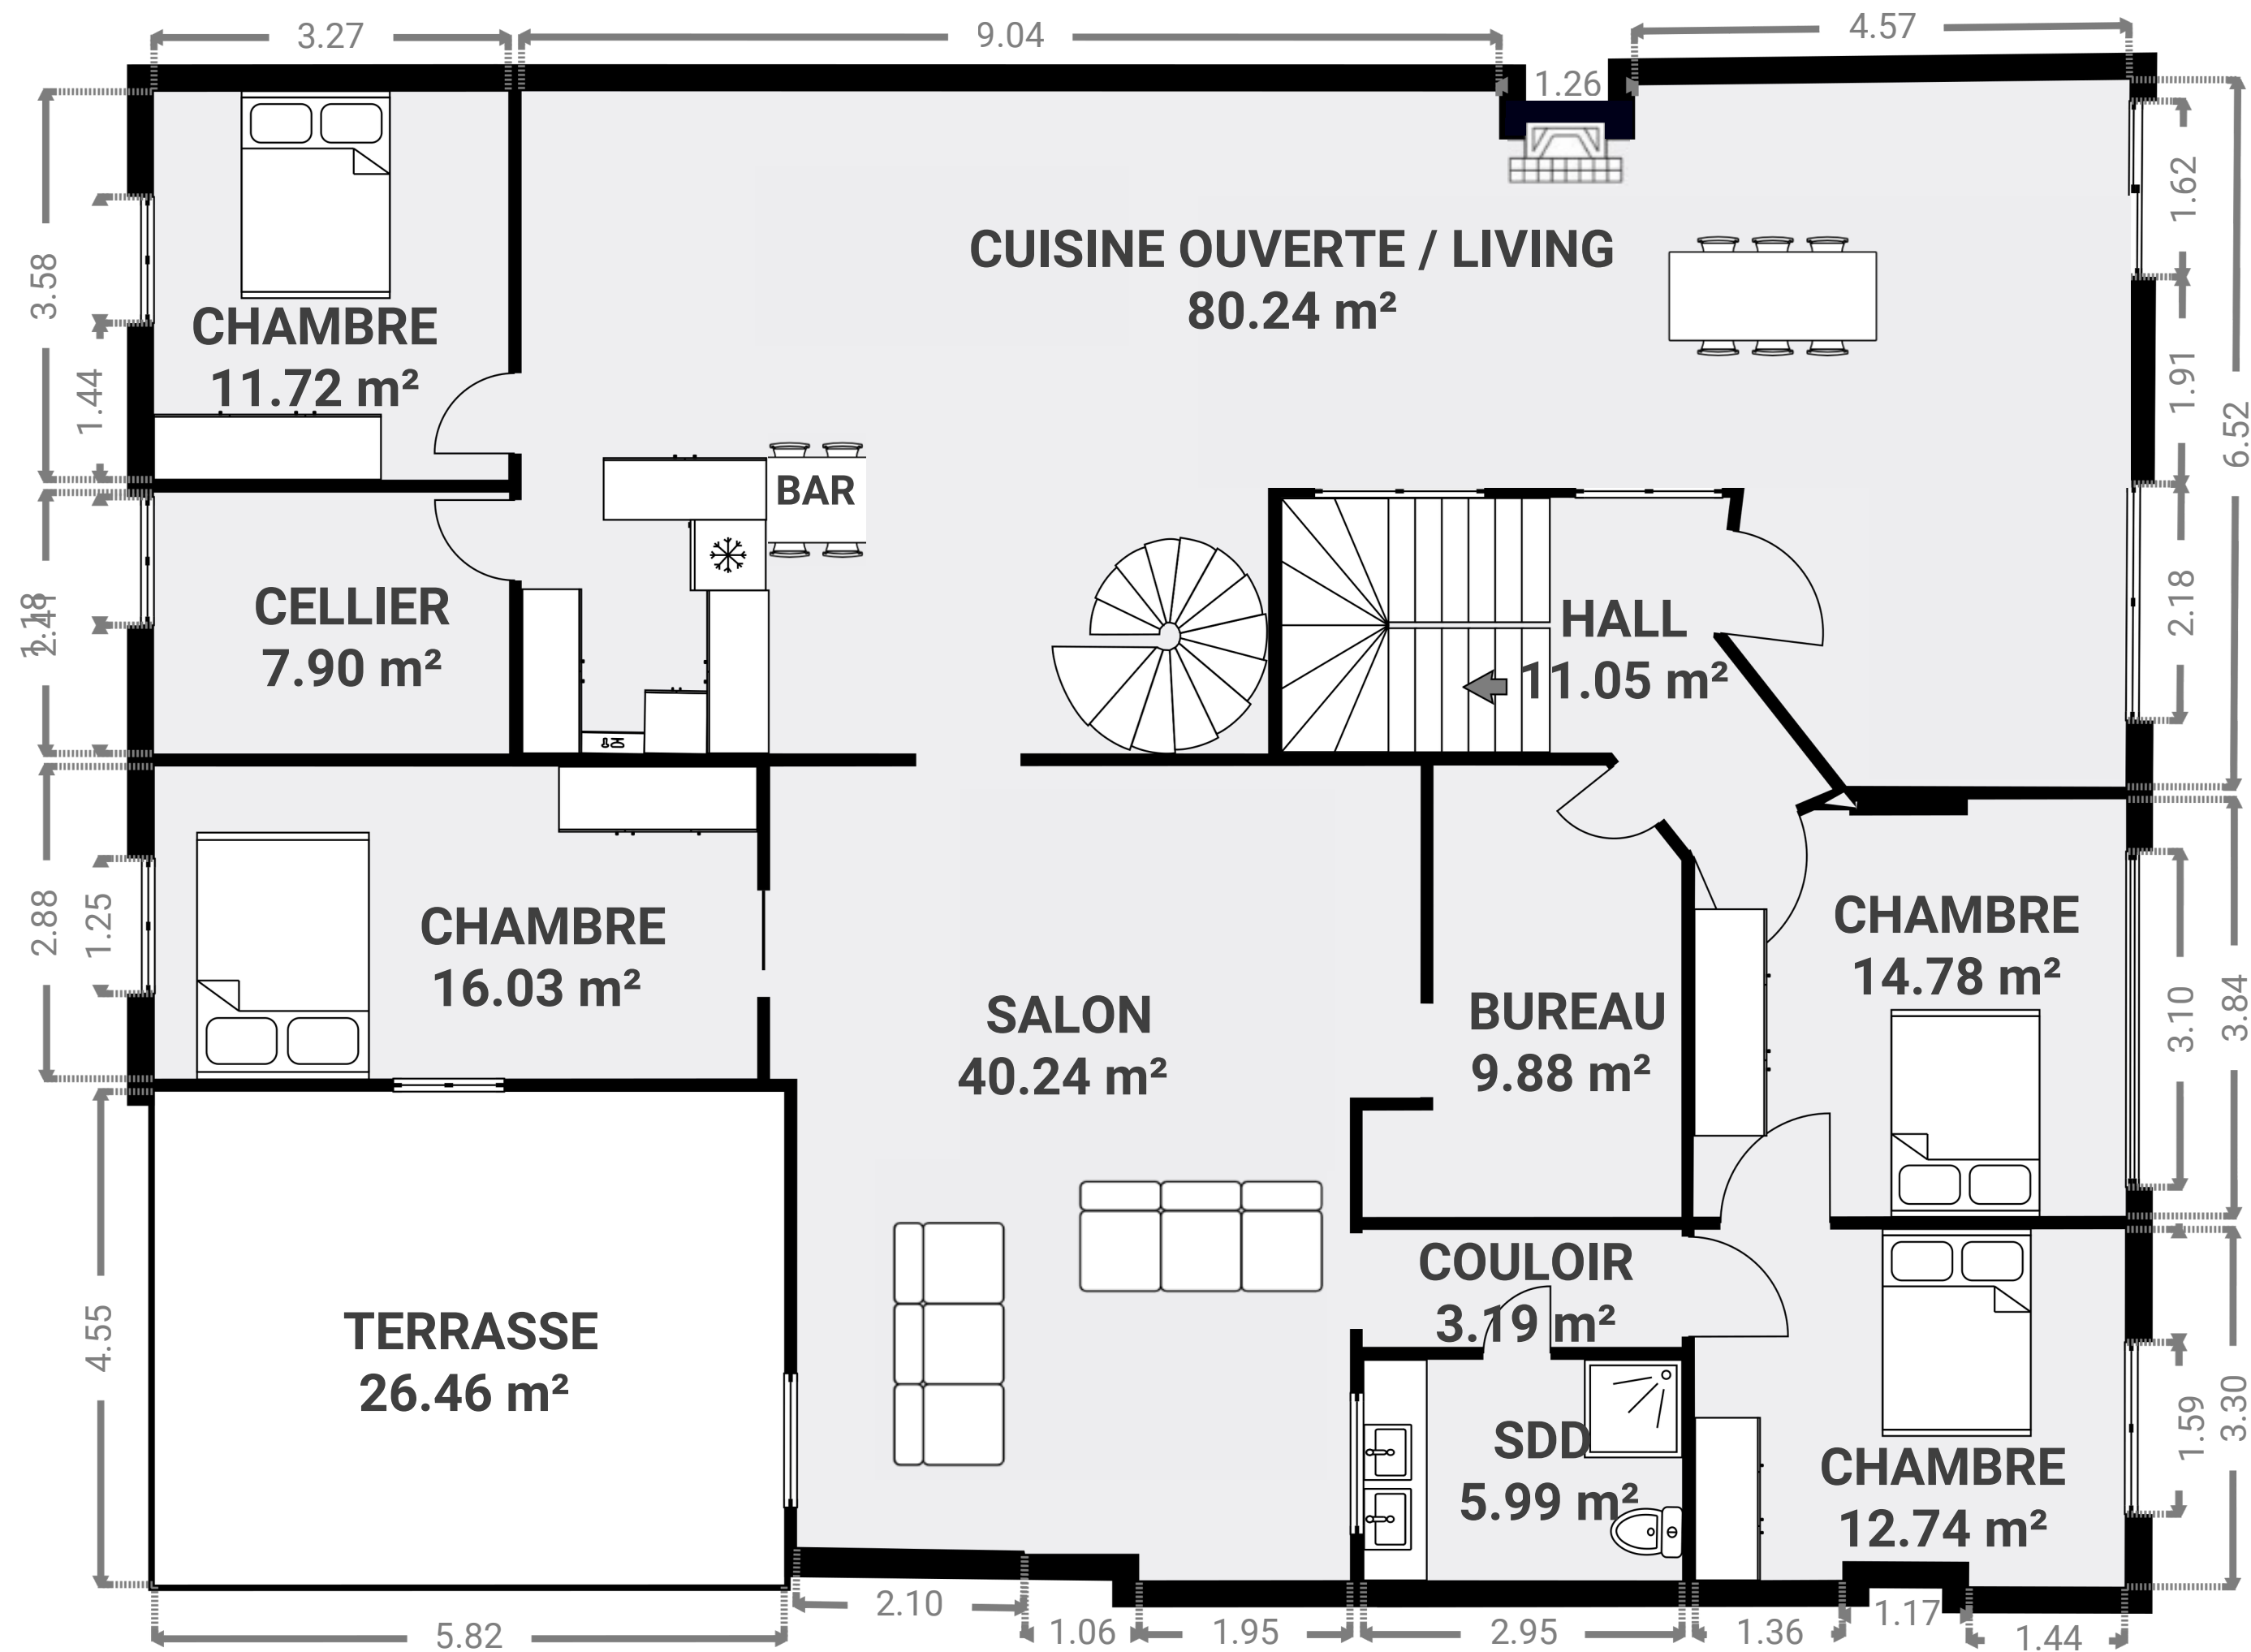 3.27
9.04
4.57
1.26
1.62
3.58
CUISINE OUVERTE / LIVING
80.24 m²
CHAMBRE
11.72 m²
1.44
1.91
6.52
BAR
CELLIER
7.90 m²
2.41
HALL
11.05 m²
2.18
2.88
1.25
CHAMBRE
16.03 m²
SALON
40.24 m²
BUREAU
9.88 m²
CHAMBRE
14.78 m²
3.10
3.84
COULOIR
3.19 m²
4.55
TERRASSE
26.46 m²
SDD
5.99 m²
CHAMBRE
12.74 m²
1.59
3.30
2.10
1.17
5.82
1.06
1.95
2.95
1.36
1.44